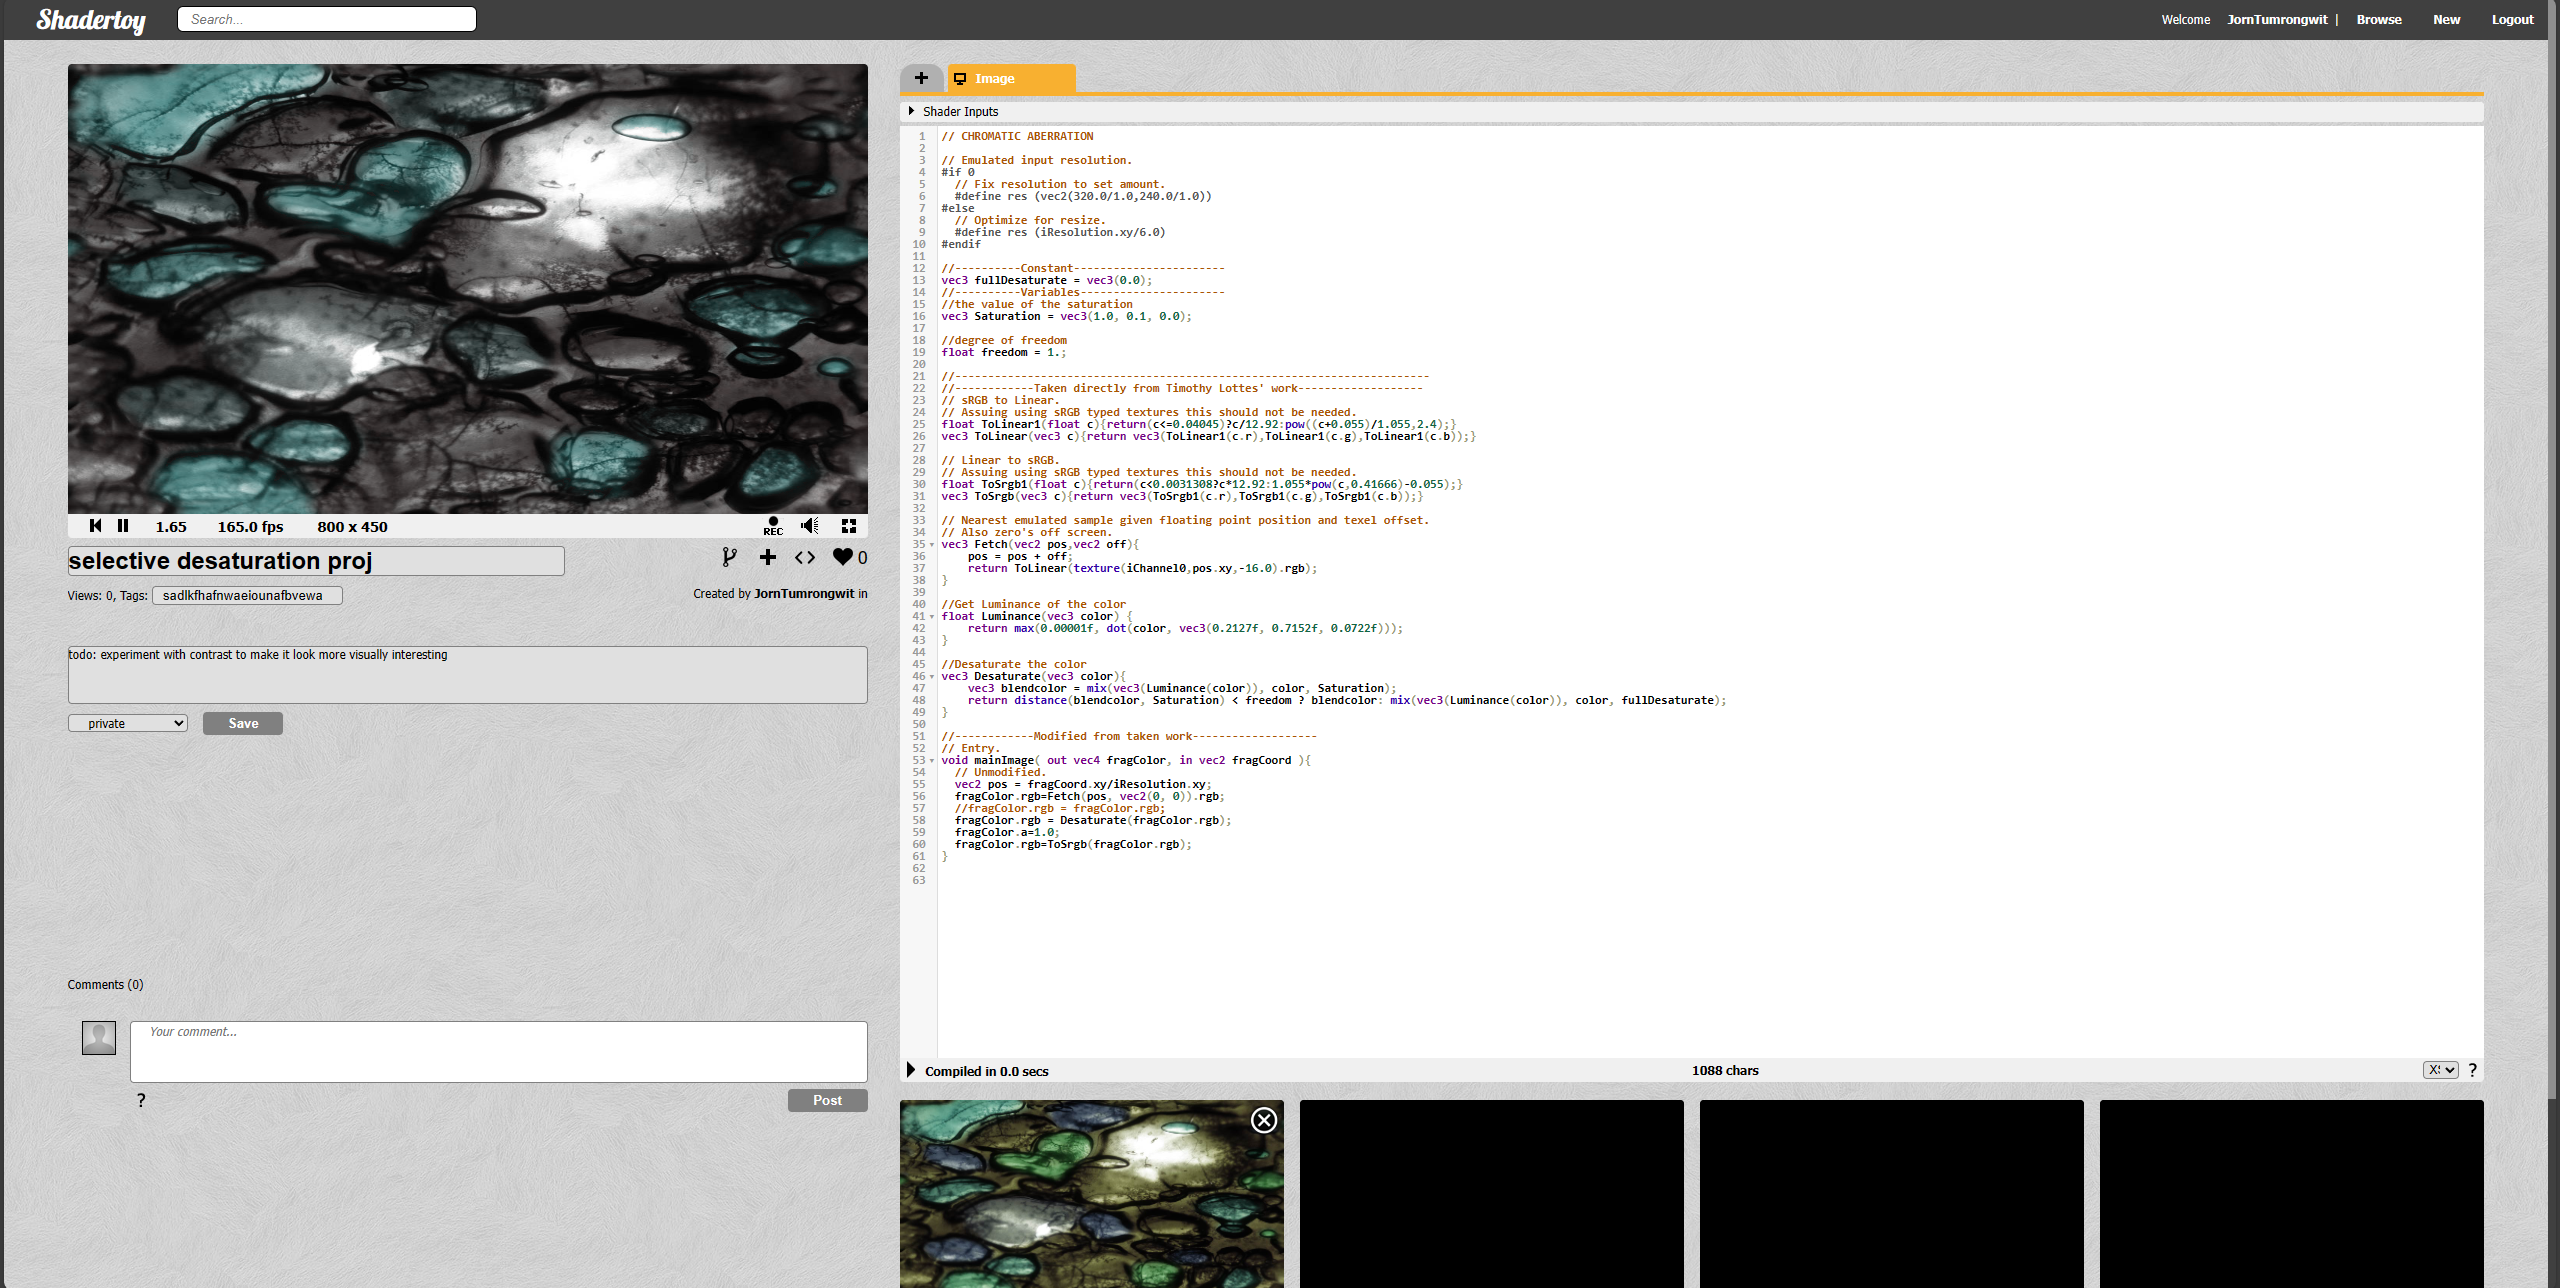 Shadertoy
Search...
Welcome JornTumrongwit | Browse New Logout
1.65 165.0 fps 800 x 450 REC
selective desaturation proj
0
Views: 0, Tags: sadlkfhafnwaeiounafbvewa
Created by JornTumrongwit in
todo: experiment with contrast to make it look more visually interesting
private Save
Comments (0)
Your comment...
? Post
+ Image
Shader Inputs
1 // CHROMATIC ABERRATION
2
3 // Emulated input resolution.
4 #if 0
5 // Fix resolution to set amount.
6 #define res (vec2(320.0/1.0,240.0/1.0))
7 #else
8 // Optimize for resize.
9 #define res (iResolution.xy/6.0)
10 #endif
11
12 //----------Constant-----------------------
13 vec3 fullDesaturate = vec3(0.0);
14 //----------Variables----------------------
15 //the value of the saturation
16 vec3 Saturation = vec3(1.0, 0.1, 0.0);
17
18 //degree of freedom
19 float freedom = 1.;
20
21 //------------------------------------------------------------------------
22 //------------Taken directly from Timothy Lottes' work-------------------
23 // sRGB to Linear.
24 // Assuing using sRGB typed textures this should not be needed.
25 float ToLinear1(float c){return(c<=0.04045)?c/12.92:pow((c+0.055)/1.055,2.4);}
26 vec3 ToLinear(vec3 c){return vec3(ToLinear1(c.r),ToLinear1(c.g),ToLinear1(c.b));}
27
28 // Linear to sRGB.
29 // Assuing using sRGB typed textures this should not be needed.
30 float ToSrgb1(float c){return(c<0.0031308?c*12.92:1.055*pow(c,0.41666)-0.055);}
31 vec3 ToSrgb(vec3 c){return vec3(ToSrgb1(c.r),ToSrgb1(c.g),ToSrgb1(c.b));}
32
33 // Nearest emulated sample given floating point position and texel offset.
34 // Also zero's off screen.
35 vec3 Fetch(vec2 pos,vec2 off){
36 pos = pos + off;
37 return ToLinear(texture(iChannel0,pos.xy,-16.0).rgb);
38 }
39
40 //Get Luminance of the color
41 float Luminance(vec3 color) {
42 return max(0.00001f, dot(color, vec3(0.2127f, 0.7152f, 0.0722f)));
43 }
44
45 //Desaturate the color
46 vec3 Desaturate(vec3 color){
47 vec3 blendcolor = mix(vec3(Luminance(color)), color, Saturation);
48 return distance(blendcolor, Saturation) < freedom ? blendcolor: mix(vec3(Luminance(color)), color, fullDesaturate);
49 }
50
51 //------------Modified from taken work-------------------
52 // Entry.
53 void mainImage( out vec4 fragColor, in vec2 fragCoord ){
54 // Unmodified.
55 vec2 pos = fragCoord.xy/iResolution.xy;
56 fragColor.rgb=Fetch(pos, vec2(0, 0)).rgb;
57 //fragColor.rgb = fragColor.rgb;
58 fragColor.rgb = Desaturate(fragColor.rgb);
59 fragColor.a=1.0;
60 fragColor.rgb=ToSrgb(fragColor.rgb);
61 }
62
63
Compiled in 0.0 secs 1088 chars ?